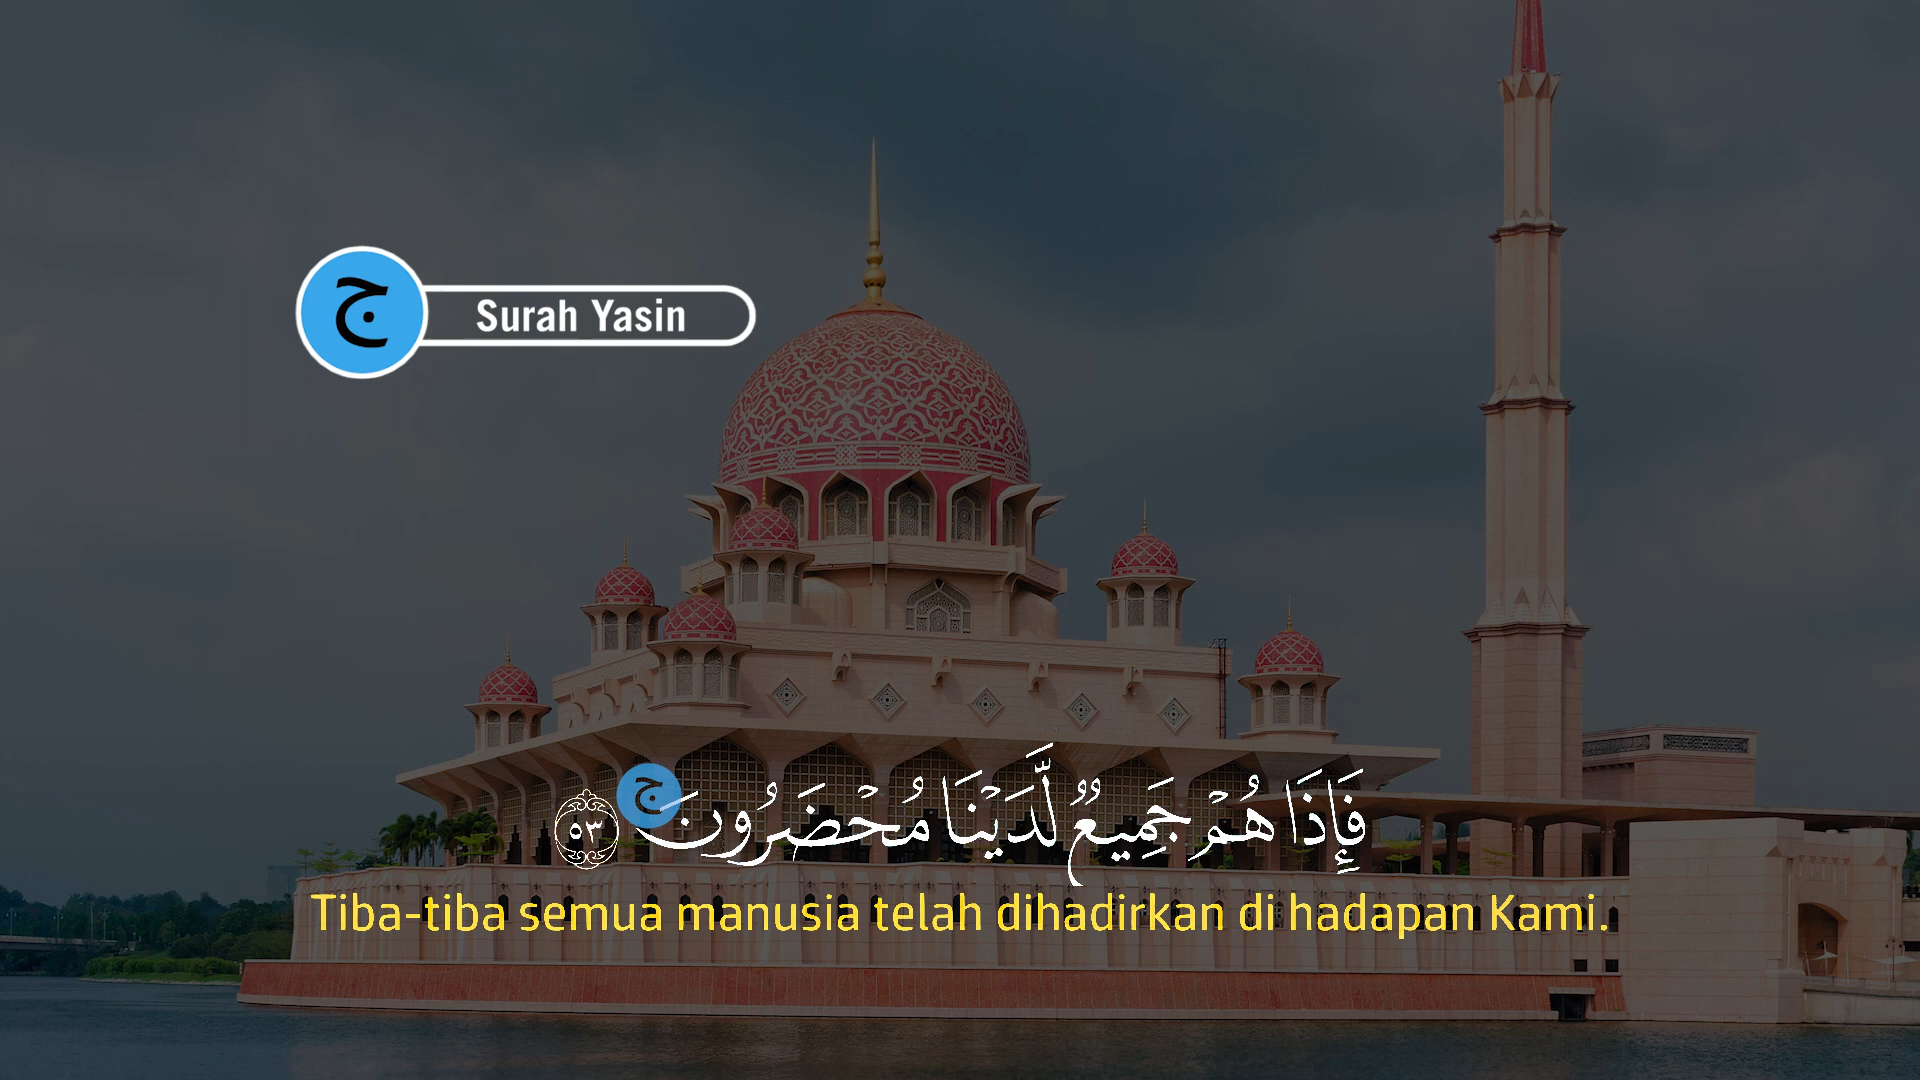 ج
Surah Yasin
فَإِذَا هُمْ جَمِيعٌ لَّدَيْنَا مُحْضَرُونَ ۝٥٣ ج
Tiba-tiba semua manusia telah dihadirkan di hadapan Kami.